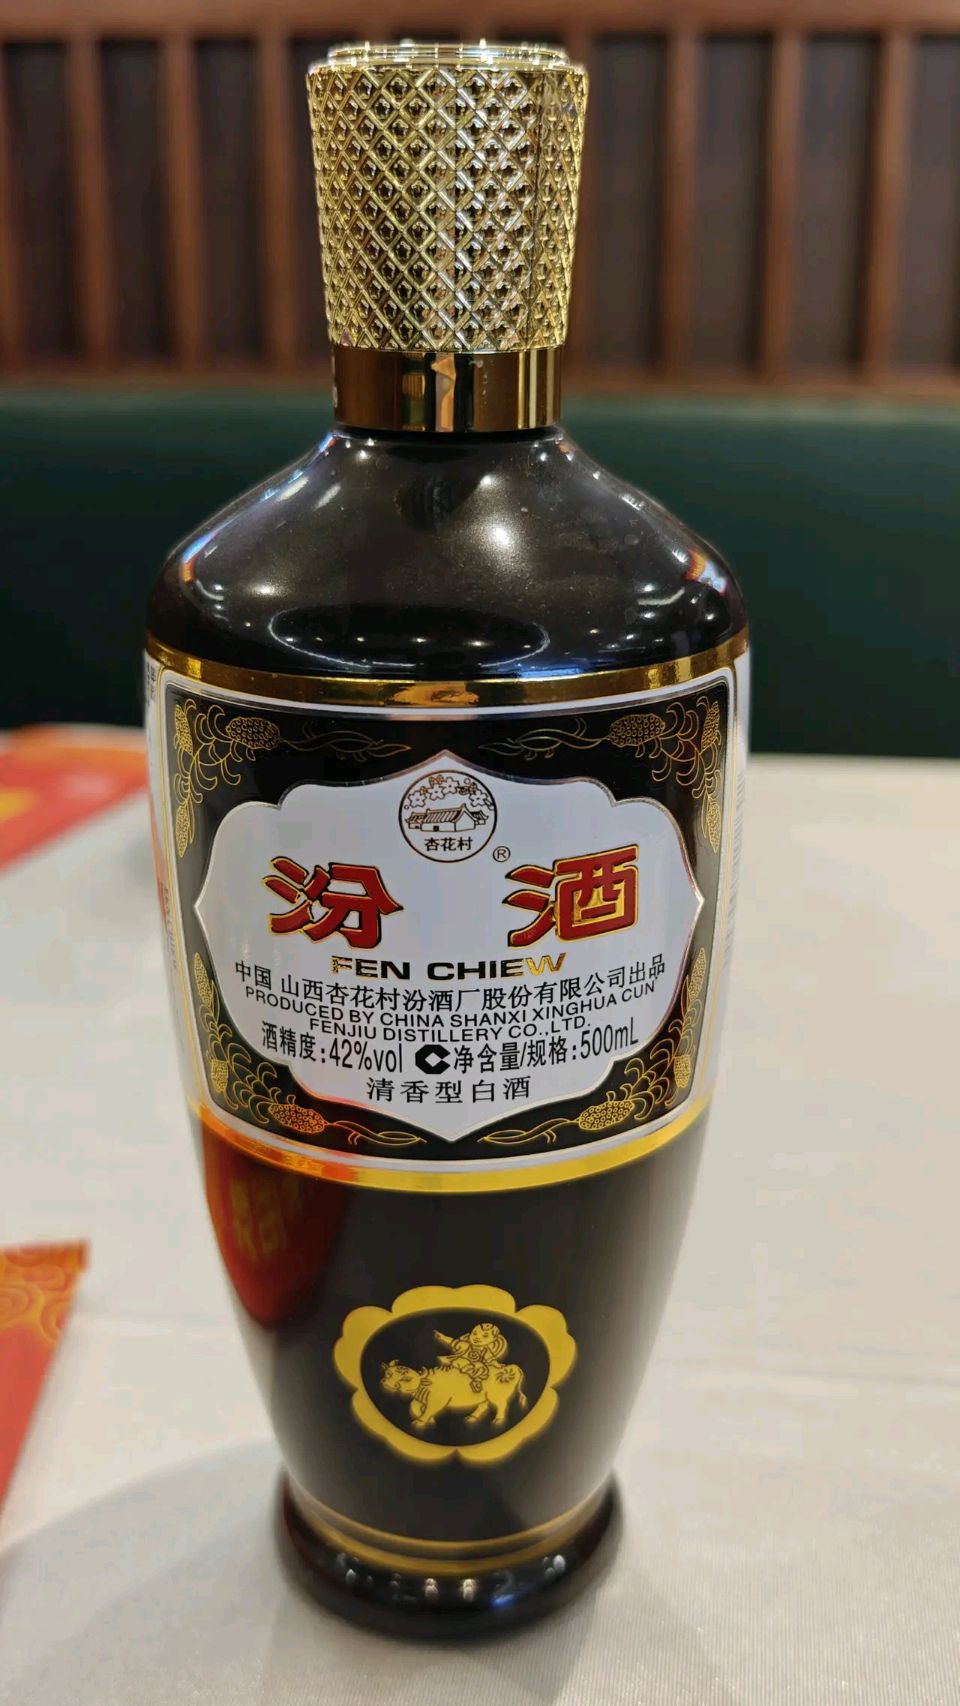 杏花村
®
汾 酒
FEN CHIEW
中国 山西杏花村汾酒厂股份有限公司出品
PRODUCED BY CHINA SHANXI XINGHUA CUN
FENJIU DISTILLERY CO.,LTD.
酒精度:42%vol C净含量/规格:500mL
清香型白酒